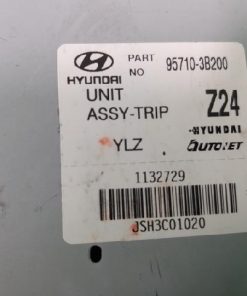 HYUNDAI PART NO 95710-3B200
UNIT Z24
ASSY-TRIP HYUNDAI
YLZ AUTONET
1132729
JSH3C01020